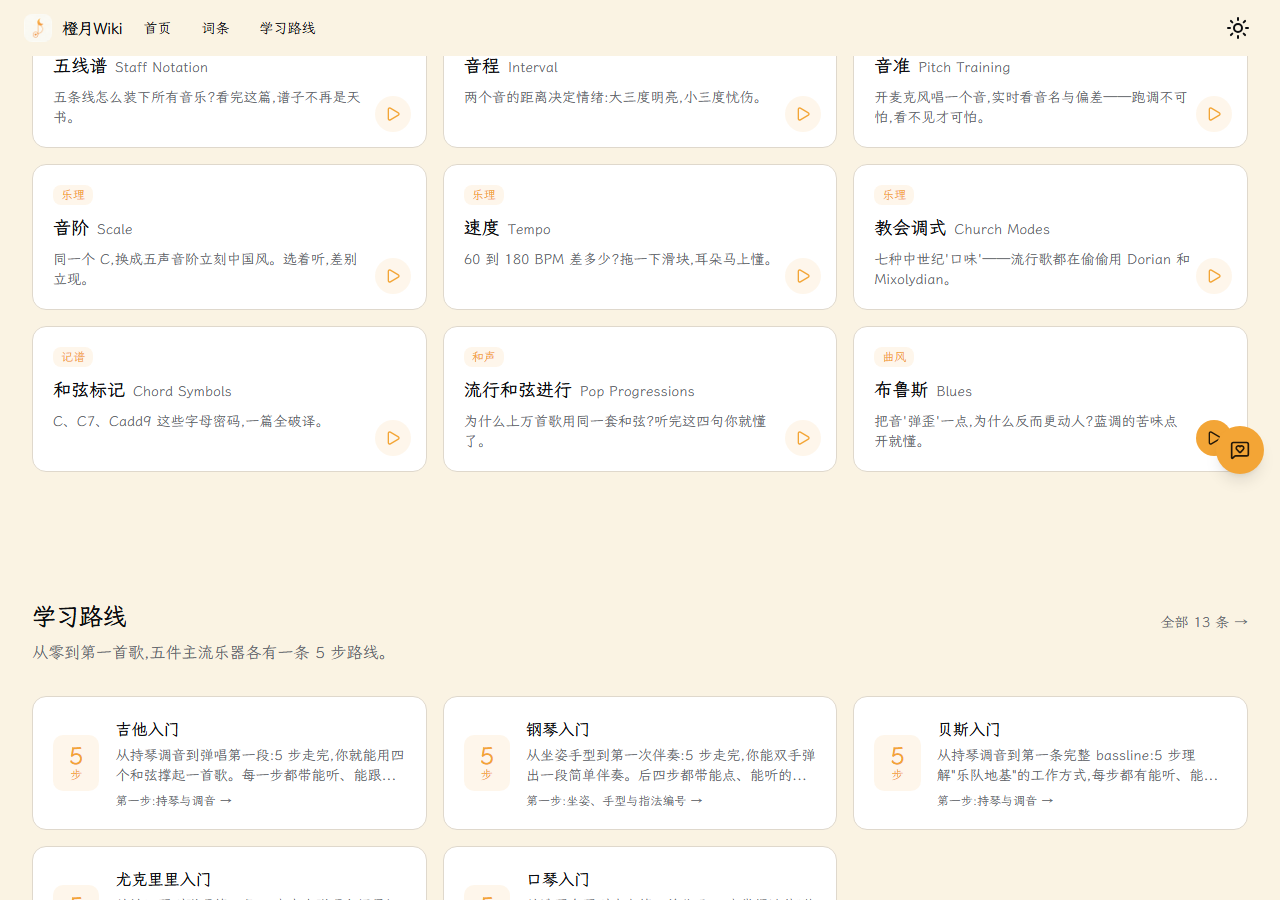 橙月Wiki 首页 词条 学习路线
五线谱 Staff Notation
五条线怎么装下所有音乐?看完这篇,谱子不再是天
书。
音程 Interval
两个音的距离决定情绪:大三度明亮,小三度忧伤。
音准 Pitch Training
开麦克风唱一个音,实时看音名与偏差——跑调不可
怕,看不见才可怕。
乐理
音阶 Scale
同一个 C,换成五声音阶立刻中国风。选着听,差别
立现。
乐理
速度 Tempo
60 到 180 BPM 差多少?拖一下滑块,耳朵马上懂。
乐理
教会调式 Church Modes
七种中世纪'口味'——流行歌都在偷偷用 Dorian 和
Mixolydian。
记谱
和弦标记 Chord Symbols
C、C7、Cadd9 这些字母密码,一篇全破译。
和声
流行和弦进行 Pop Progressions
为什么上万首歌用同一套和弦?听完这四句你就懂
了。
曲风
布鲁斯 Blues
把音'弹歪'一点,为什么反而更动人?蓝调的苦味点
开就懂。
学习路线
全部 13 条 →
从零到第一首歌,五件主流乐器各有一条 5 步路线。
5
步
吉他入门
从持琴调音到弹唱第一段:5 步走完,你就能用四
个和弦撑起一首歌。每一步都带能听、能跟…
第一步:持琴与调音 →
5
步
钢琴入门
从坐姿手型到第一次伴奏:5 步走完,你能双手弹
出一段简单伴奏。后四步都带能点、能听的…
第一步:坐姿、手型与指法编号 →
5
步
贝斯入门
从持琴调音到第一条完整 bassline:5 步理
解"乐队地基"的工作方式,每步都有能听、能…
第一步:持琴与调音 →
尤克里里入门
口琴入门